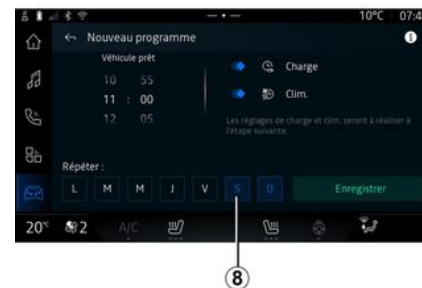 10°C 07:4
Nouveau programme
Véhicule prêt
10 55
11 : 00
12 05
Charge
Clim.
Les réglages de charge et clim. seront à réaliser à
l'étape suivante.
Répéter :
L M M J V S D Enregistrer
20°C 2 A/C
8